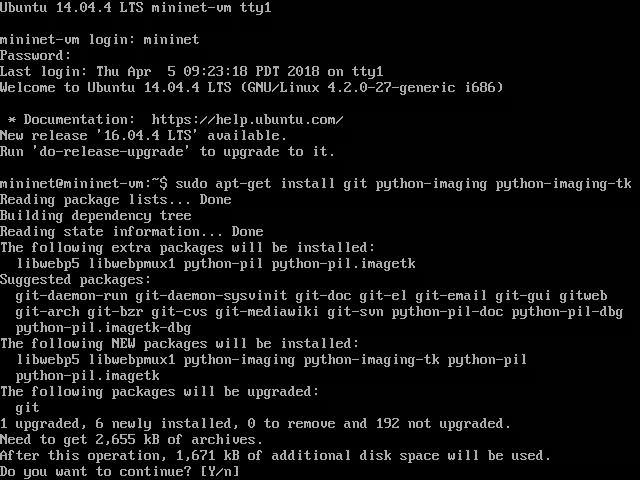 Ubuntu 14.04.4 LTS mininet-vm tty1
mininet-vm login: mininet
Password:
Last login: Thu Apr  5 09:23:18 PDT 2018 on tty1
Welcome to Ubuntu 14.04.4 LTS (GNU/Linux 4.2.0-27-generic i686)
 * Documentation:  https://help.ubuntu.com/
New release '16.04.4 LTS' available.
Run 'do-release-upgrade' to upgrade to it.
mininet@mininet-vm:~$ sudo apt-get install git python-imaging python-imaging-tk
Reading package lists... Done
Building dependency tree
Reading state information... Done
The following extra packages will be installed:
  libwebp5 libwebpmux1 python-pil python-pil.imagetk
Suggested packages:
  git-daemon-run git-daemon-sysvinit git-doc git-el git-email git-gui gitweb
  git-arch git-bzr git-cvs git-mediawiki git-svn python-pil-doc python-pil-dbg
  python-pil.imagetk-dbg
The following NEW packages will be installed:
  libwebp5 libwebpmux1 python-imaging python-imaging-tk python-pil
  python-pil.imagetk
The following packages will be upgraded:
  git
1 upgraded, 6 newly installed, 0 to remove and 192 not upgraded.
Need to get 2,655 kB of archives.
After this operation, 1,671 kB of additional disk space will be used.
Do you want to continue? [Y/n]